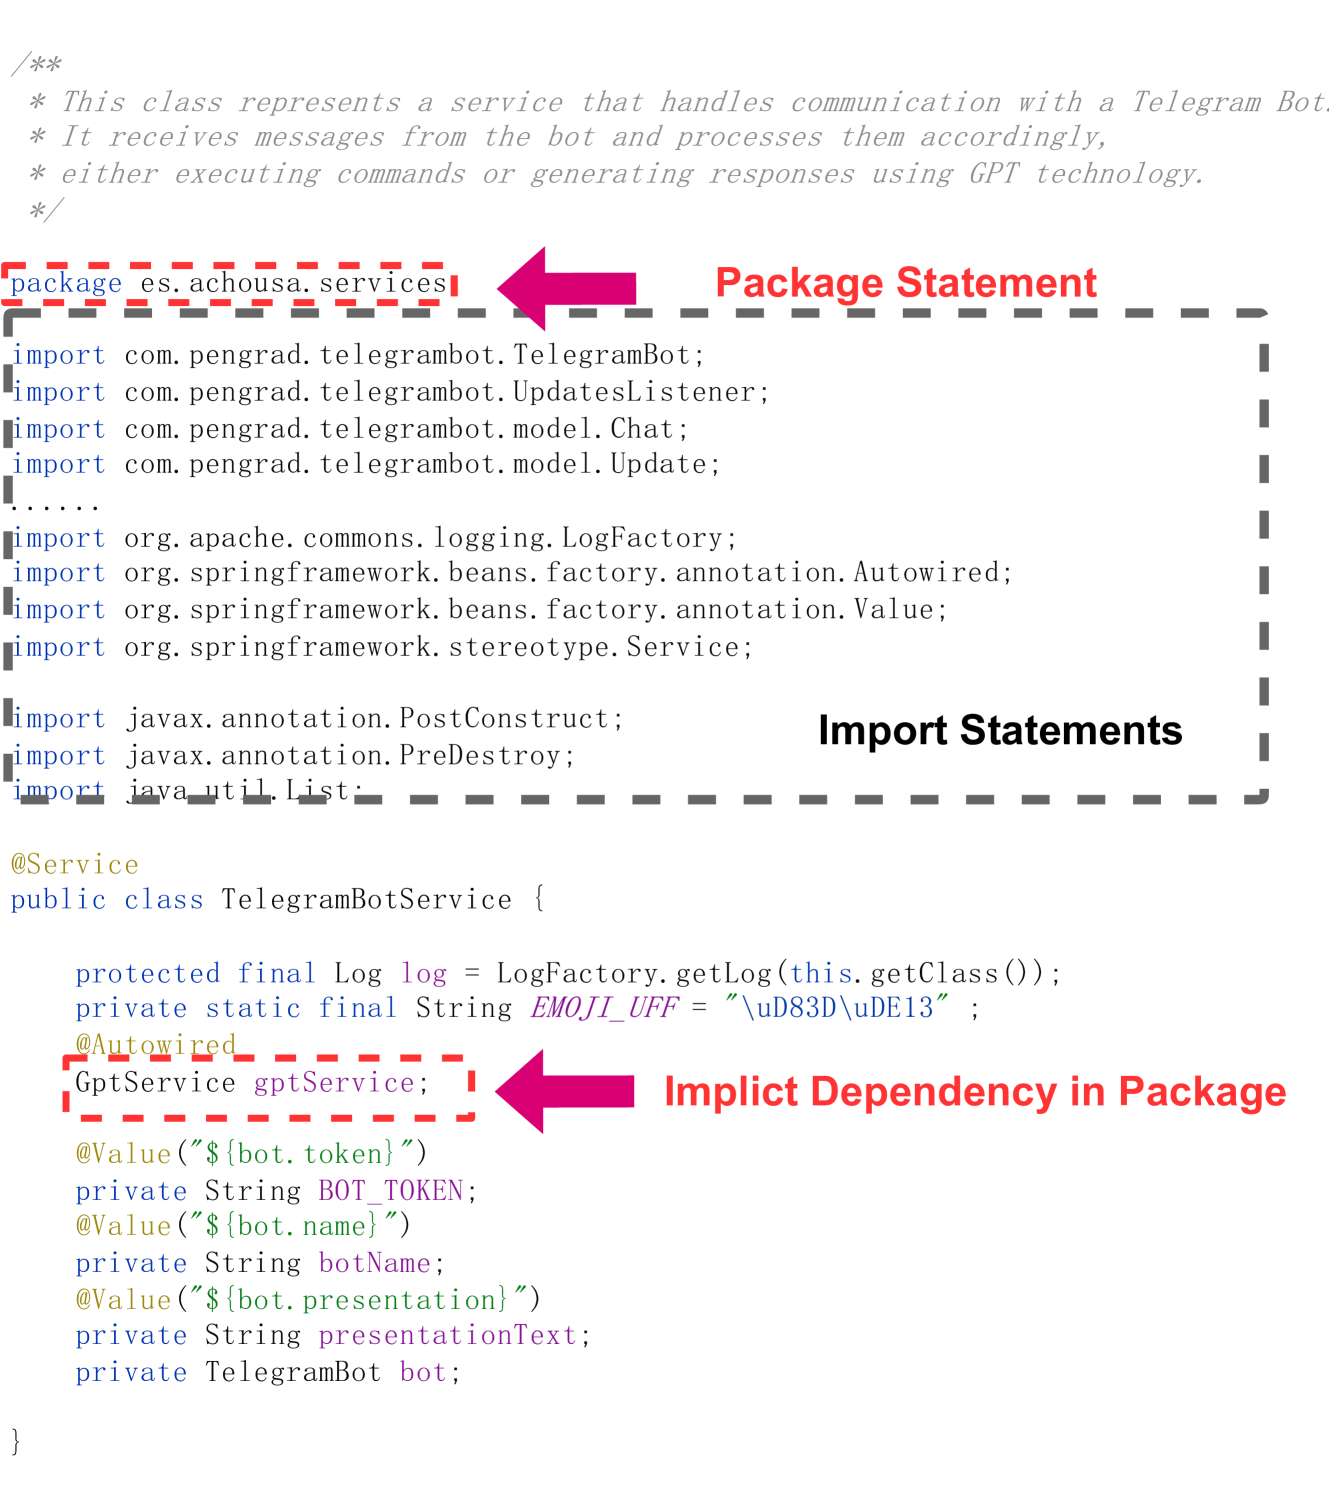 /**
 * This class represents a service that handles communication with a Telegram Bot.
 * It receives messages from the bot and processes them accordingly,
 * either executing commands or generating responses using GPT technology.
 */
package es.achousa.services
Package Statement
import com.pengrad.telegrambot.TelegramBot;
import com.pengrad.telegrambot.UpdatesListener;
import com.pengrad.telegrambot.model.Chat;
import com.pengrad.telegrambot.model.Update;
......
import org.apache.commons.logging.LogFactory;
import org.springframework.beans.factory.annotation.Autowired;
import org.springframework.beans.factory.annotation.Value;
import org.springframework.stereotype.Service;
import javax.annotation.PostConstruct;
import javax.annotation.PreDestroy;
import java.util.List;
Import Statements
@Service
public class TelegramBotService {
    protected final Log log = LogFactory.getLog(this.getClass());
    private static final String EMOJI_UFF = "\uD83D\uDE13" ;
    @Autowired
    GptService gptService;
Implict Dependency in Package
    @Value("${bot.token}")
    private String BOT_TOKEN;
    @Value("${bot.name}")
    private String botName;
    @Value("${bot.presentation}")
    private String presentationText;
    private TelegramBot bot;
}